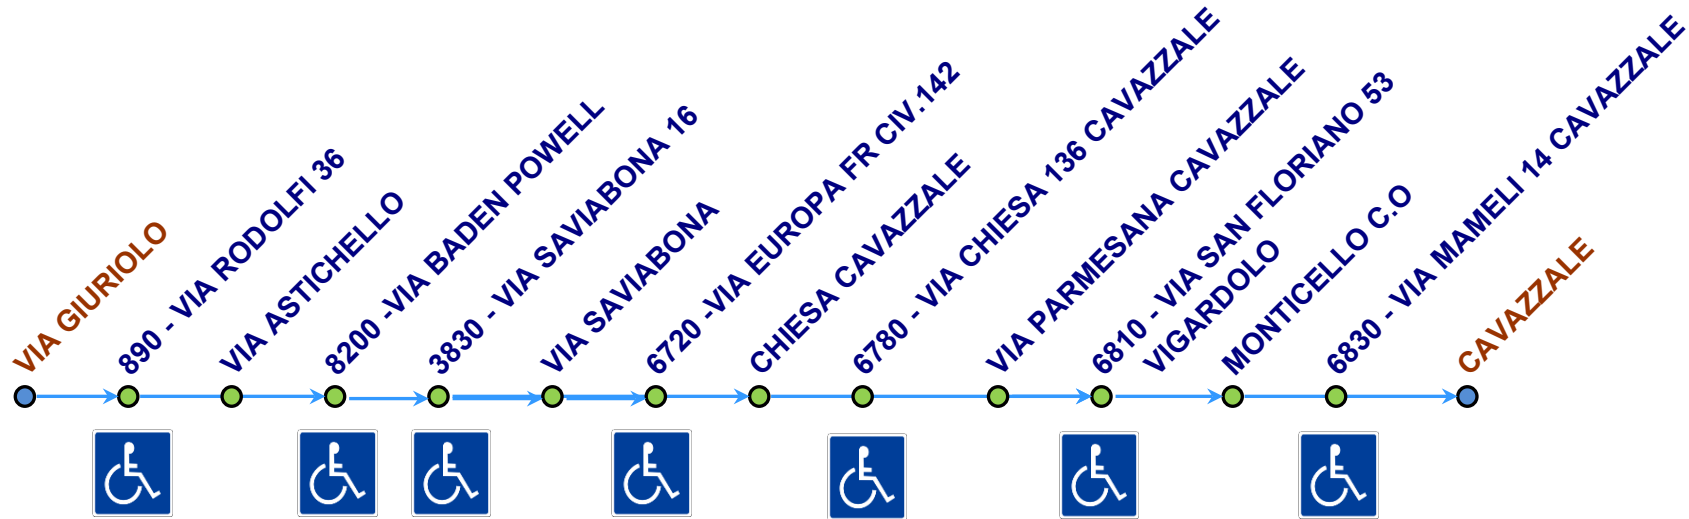 VIA GIURIOLO
890 - VIA RODOLFI 36
VIA ASTICHELLO
8200 -VIA BADEN POWELL
3830 - VIA SAVIABONA 16
VIA SAVIABONA
6720 -VIA EUROPA FR CIV.142
CHIESA CAVAZZALE
6780 - VIA CHIESA 136 CAVAZZALE
VIA PARMESANA CAVAZZALE
6810 - VIA SAN FLORIANO 53
VIGARDOLO
MONTICELLO C.O
6830 - VIA MAMELI 14 CAVAZZALE
CAVAZZALE